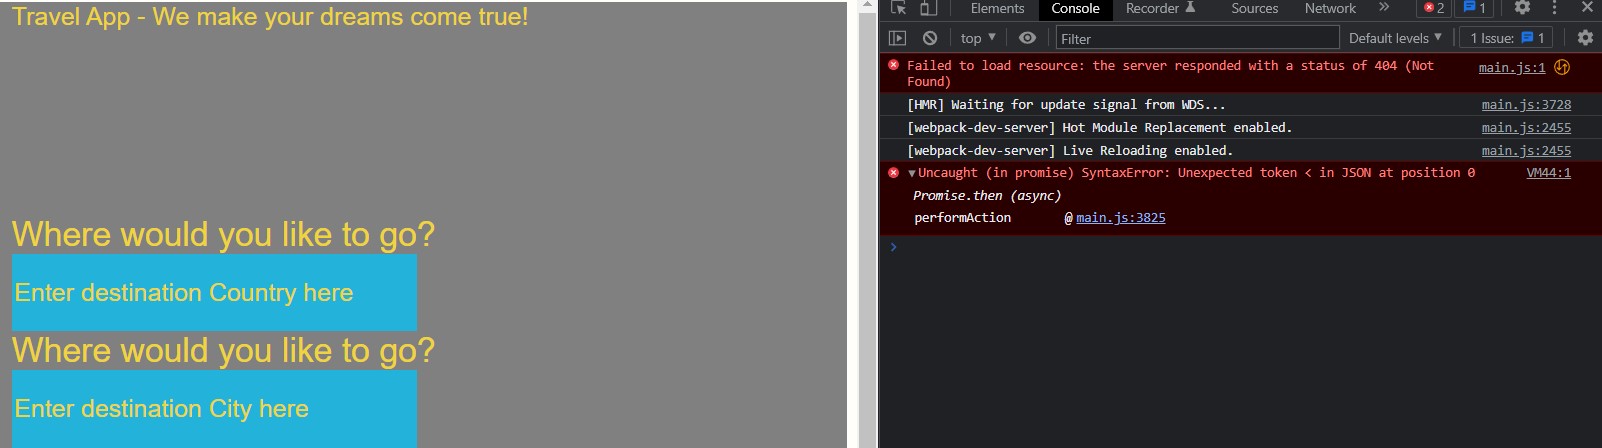 Travel App - We make your dreams come true!
Where would you like to go?
Enter destination Country here
Where would you like to go?
Enter destination City here
Elements Console Recorder Sources Network » 2 1
top Filter Default levels 1 Issue: 1
Failed to load resource: the server responded with a status of 404 (Not main.js:1
Found)
[HMR] Waiting for update signal from WDS... main.js:3728
[webpack-dev-server] Hot Module Replacement enabled. main.js:2455
[webpack-dev-server] Live Reloading enabled. main.js:2455
Uncaught (in promise) SyntaxError: Unexpected token < in JSON at position 0 VM44:1
Promise.then (async)
performAction @ main.js:3825